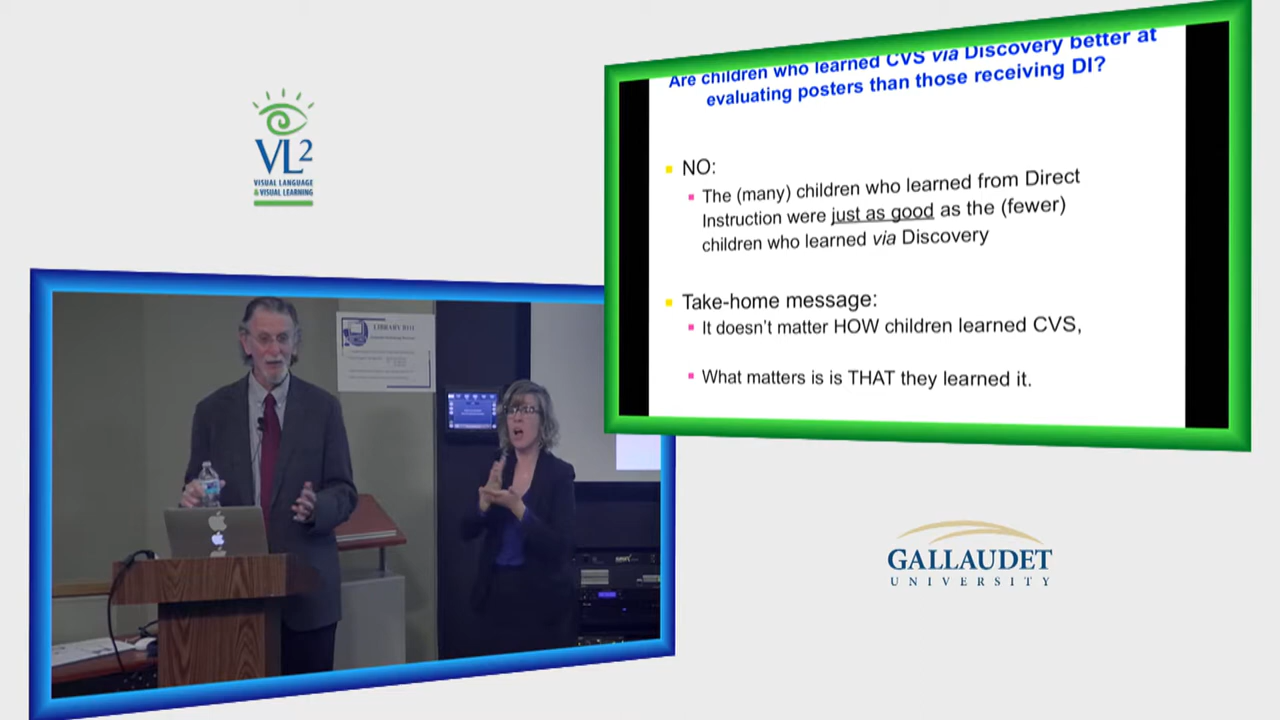 VL2
VISUAL LANGUAGE
& VISUAL LEARNING
Are children who learned CVS via Discovery better at
evaluating posters than those receiving DI?
NO:
The (many) children who learned from Direct
Instruction were just as good as the (fewer)
children who learned via Discovery
Take-home message:
It doesn't matter HOW children learned CVS,
What matters is is THAT they learned it.
LIBRARY B111
GALLAUDET
UNIVERSITY